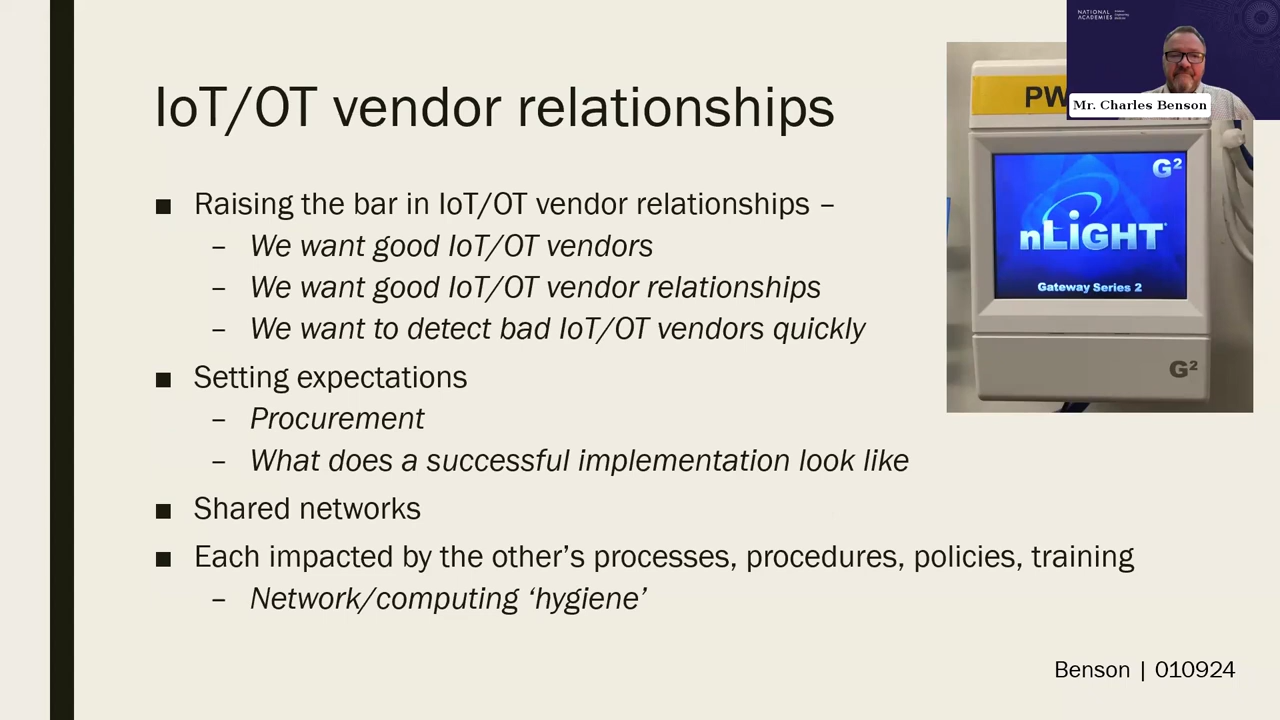 IoT/OT vendor relationships
■ Raising the bar in IoT/OT vendor relationships –
– We want good IoT/OT vendors
– We want good IoT/OT vendor relationships
– We want to detect bad IoT/OT vendors quickly
■ Setting expectations
– Procurement
– What does a successful implementation look like
■ Shared networks
■ Each impacted by the other’s processes, procedures, policies, training
– Network/computing ‘hygiene’
Benson | 010924
NATIONAL
ACADEMIES
Mr. Charles Benson
PW
G²
nLIGHT
Gateway Series 2
G²